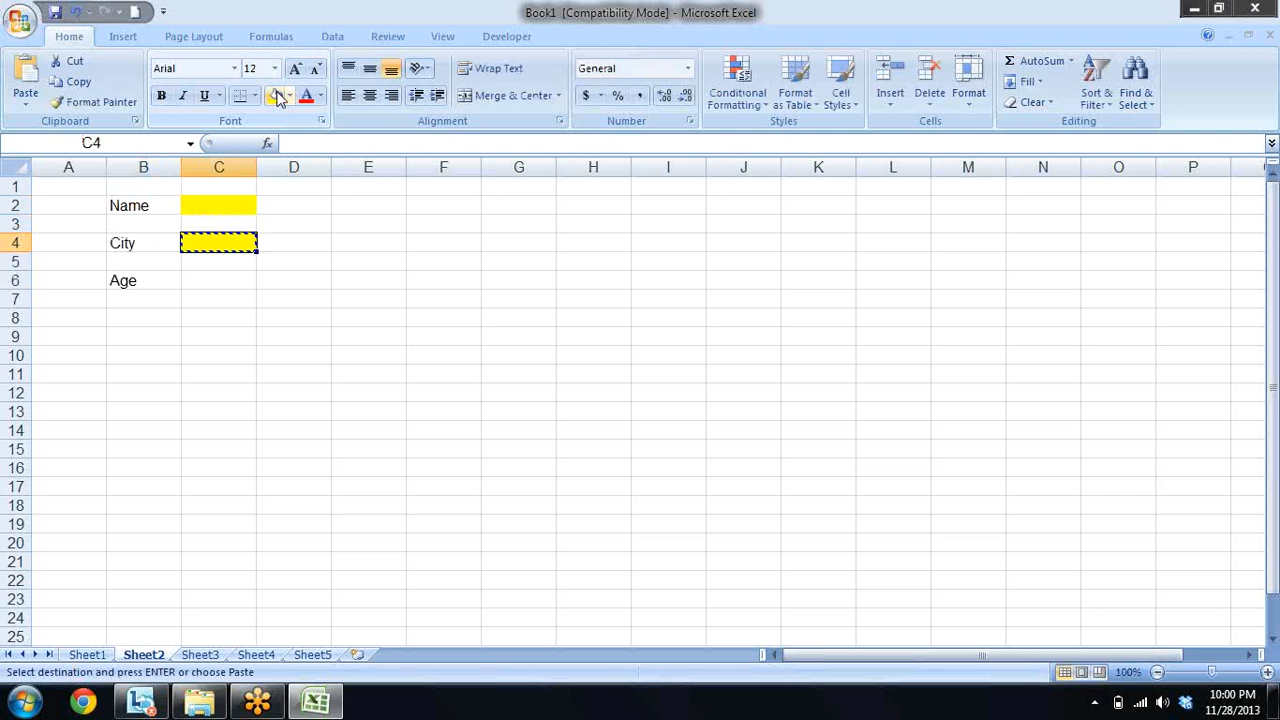 Book1 [Compatibility Mode] - Microsoft Excel
Home Insert Page Layout Formulas Data Review View Developer
Paste
Cut
Copy
Format Painter
Clipboard
Arial 12
B I U A
Font
Wrap Text
Merge & Center
Alignment
General
$ % ,
Number
Conditional Formatting
Format as Table
Cell Styles
Styles
Insert Delete Format
Cells
Σ AutoSum
Fill
Clear
Sort & Filter
Find & Select
Editing
C4 fx
A B C D E F G H I J K L M N O P
1
2 Name
3
4 City
5
6 Age
7
8
9
10
11
12
13
14
15
16
17
18
19
20
21
22
23
24
25
Sheet1 Sheet2 Sheet3 Sheet4 Sheet5
Select destination and press ENTER or choose Paste 100%
10:00 PM
11/28/2013